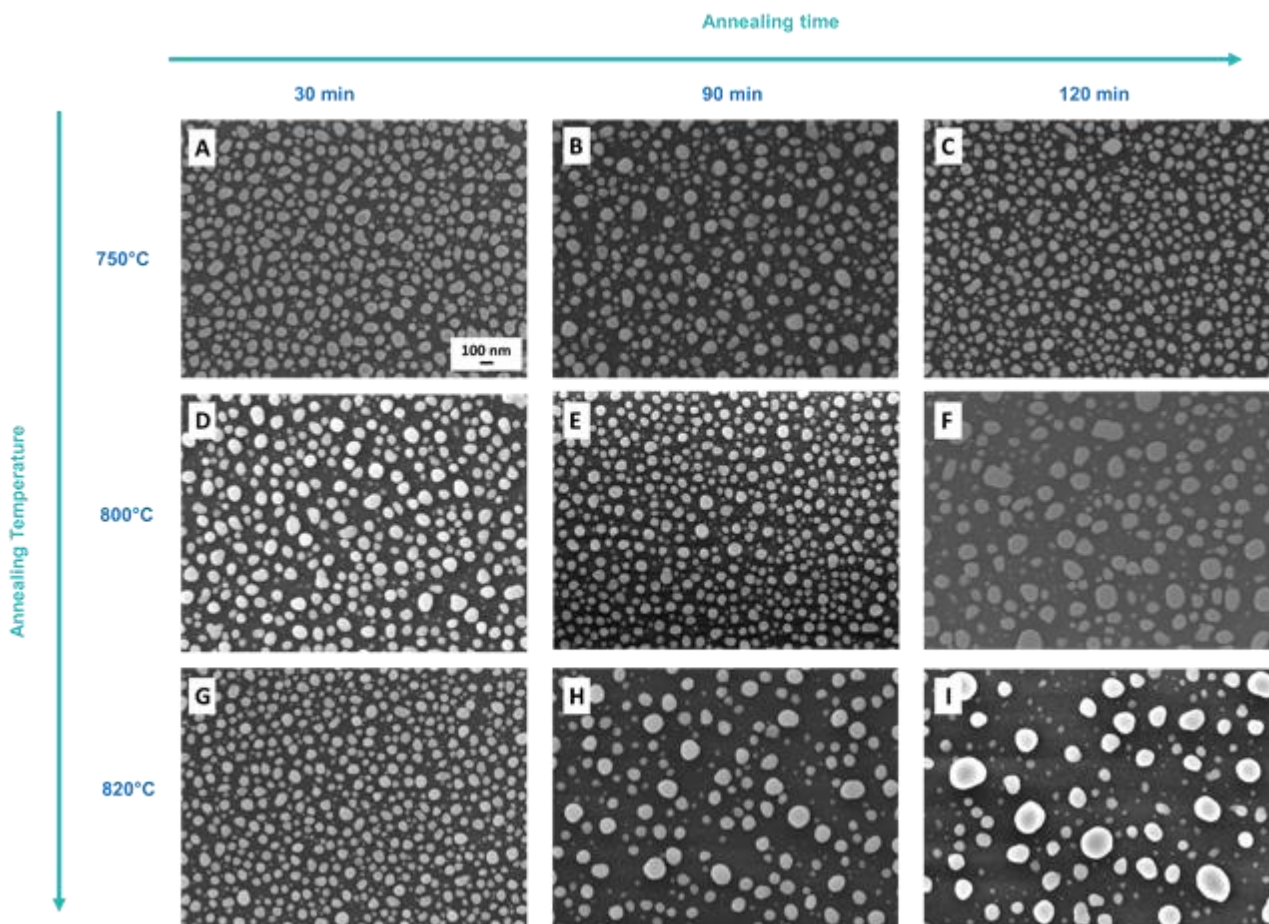 Annealing time
30 min
90 min
120 min
Annealing Temperature
750°C
A
B
C
100 nm
800°C
D
E
F
820°C
G
H
I